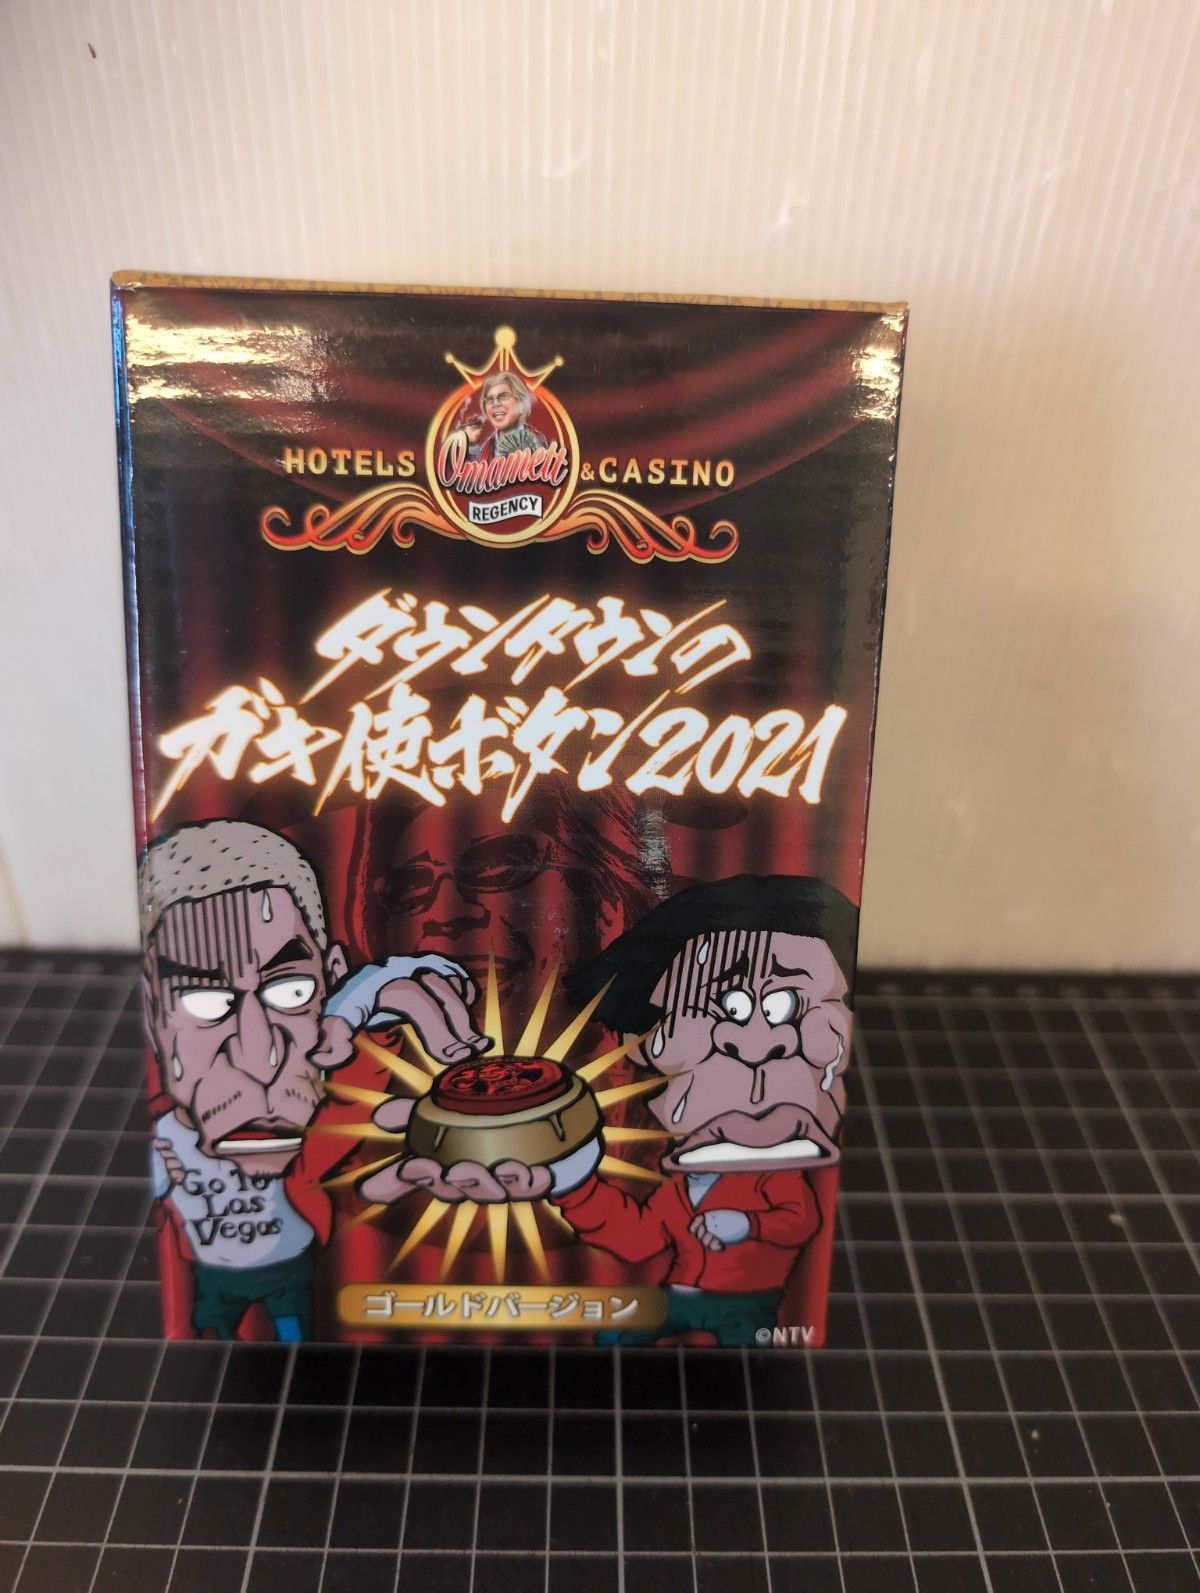 HOTELS Omamett & CASINO
REGENCY
ダウンタウンの
ガキ使ボタン2021
Go To
Las
Vegas
ゴールドバージョン
©NTV